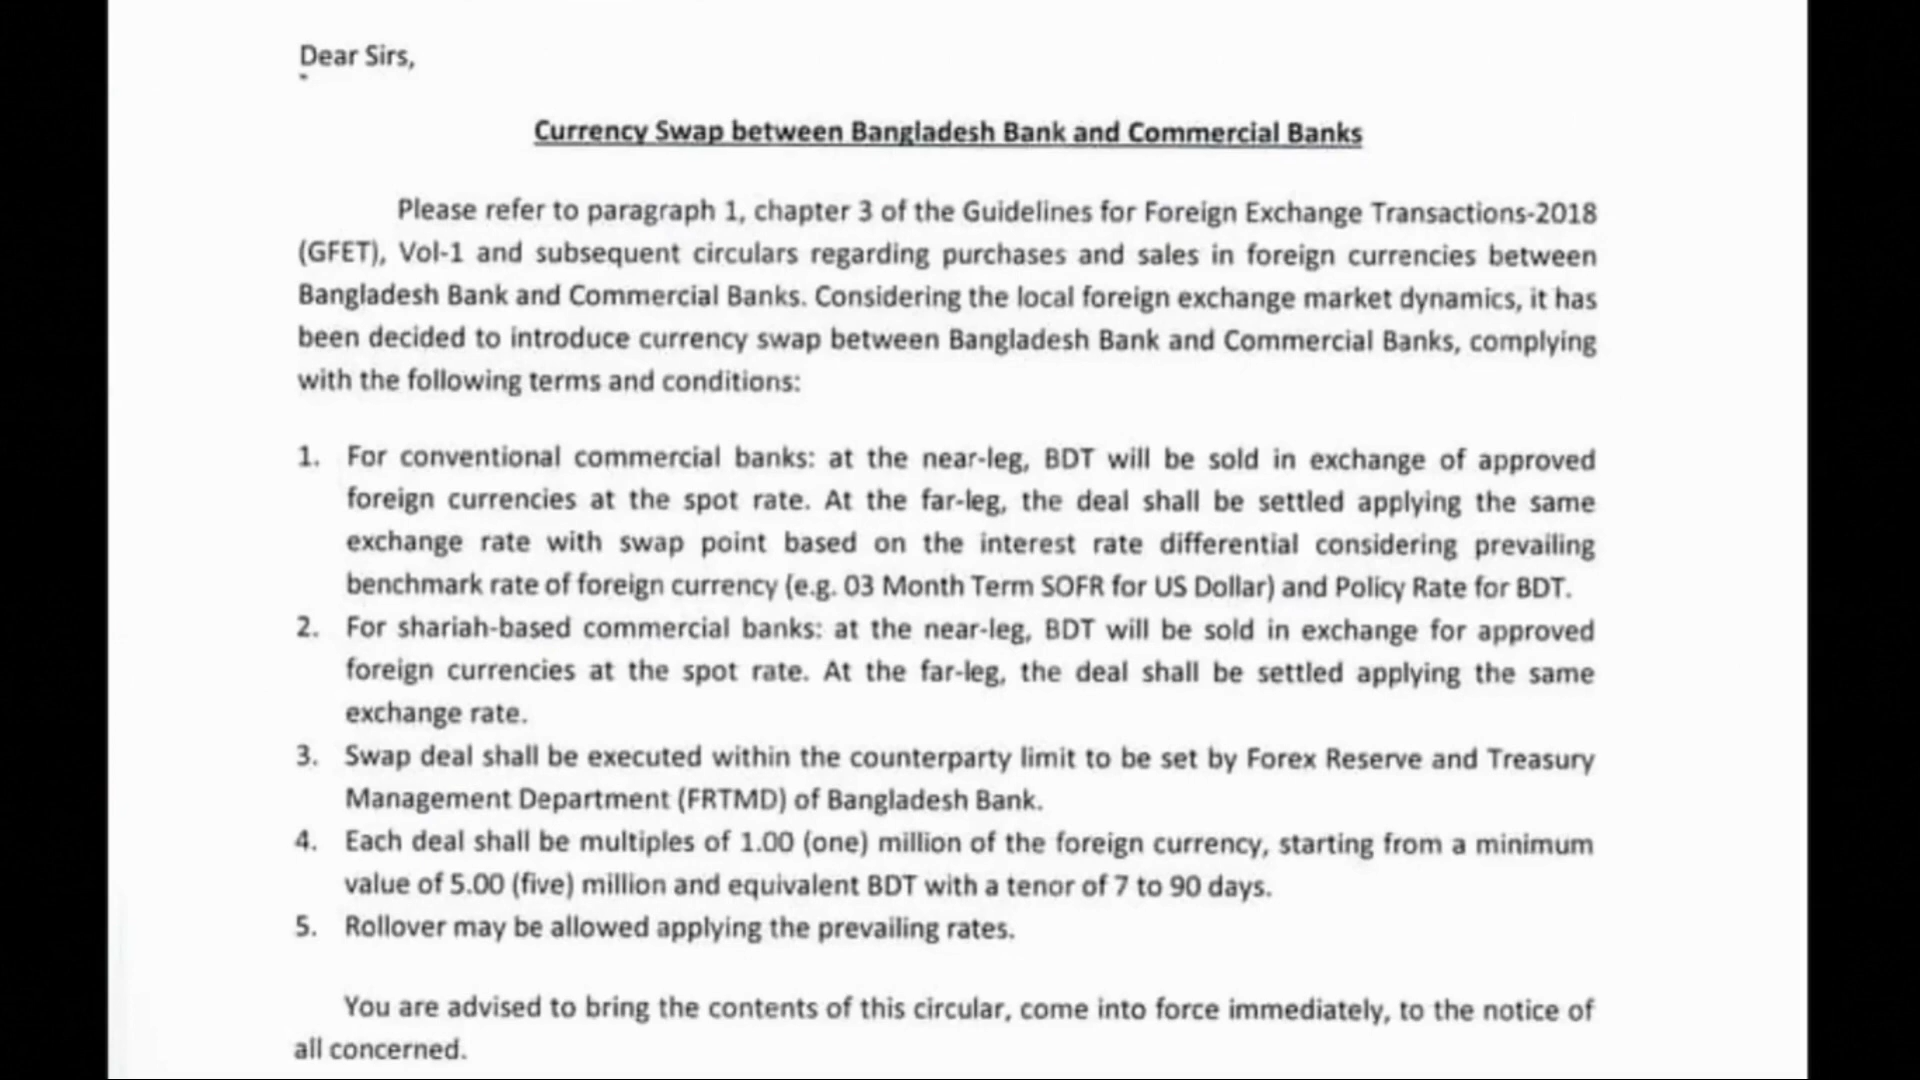 Dear Sirs,
Currency Swap between Bangladesh Bank and Commercial Banks
Please refer to paragraph 1, chapter 3 of the Guidelines for Foreign Exchange Transactions-2018
(GFET), Vol-1 and subsequent circulars regarding purchases and sales in foreign currencies between
Bangladesh Bank and Commercial Banks. Considering the local foreign exchange market dynamics, it has
been decided to introduce currency swap between Bangladesh Bank and Commercial Banks, complying
with the following terms and conditions:
1. For conventional commercial banks: at the near-leg, BDT will be sold in exchange of approved
foreign currencies at the spot rate. At the far-leg, the deal shall be settled applying the same
exchange rate with swap point based on the interest rate differential considering prevailing
benchmark rate of foreign currency (e.g. 03 Month Term SOFR for US Dollar) and Policy Rate for BDT.
2. For shariah-based commercial banks: at the near-leg, BDT will be sold in exchange for approved
foreign currencies at the spot rate. At the far-leg, the deal shall be settled applying the same
exchange rate.
3. Swap deal shall be executed within the counterparty limit to be set by Forex Reserve and Treasury
Management Department (FRTMD) of Bangladesh Bank.
4. Each deal shall be multiples of 1.00 (one) million of the foreign currency, starting from a minimum
value of 5.00 (five) million and equivalent BDT with a tenor of 7 to 90 days.
5. Rollover may be allowed applying the prevailing rates.
You are advised to bring the contents of this circular, come into force immediately, to the notice of
all concerned.